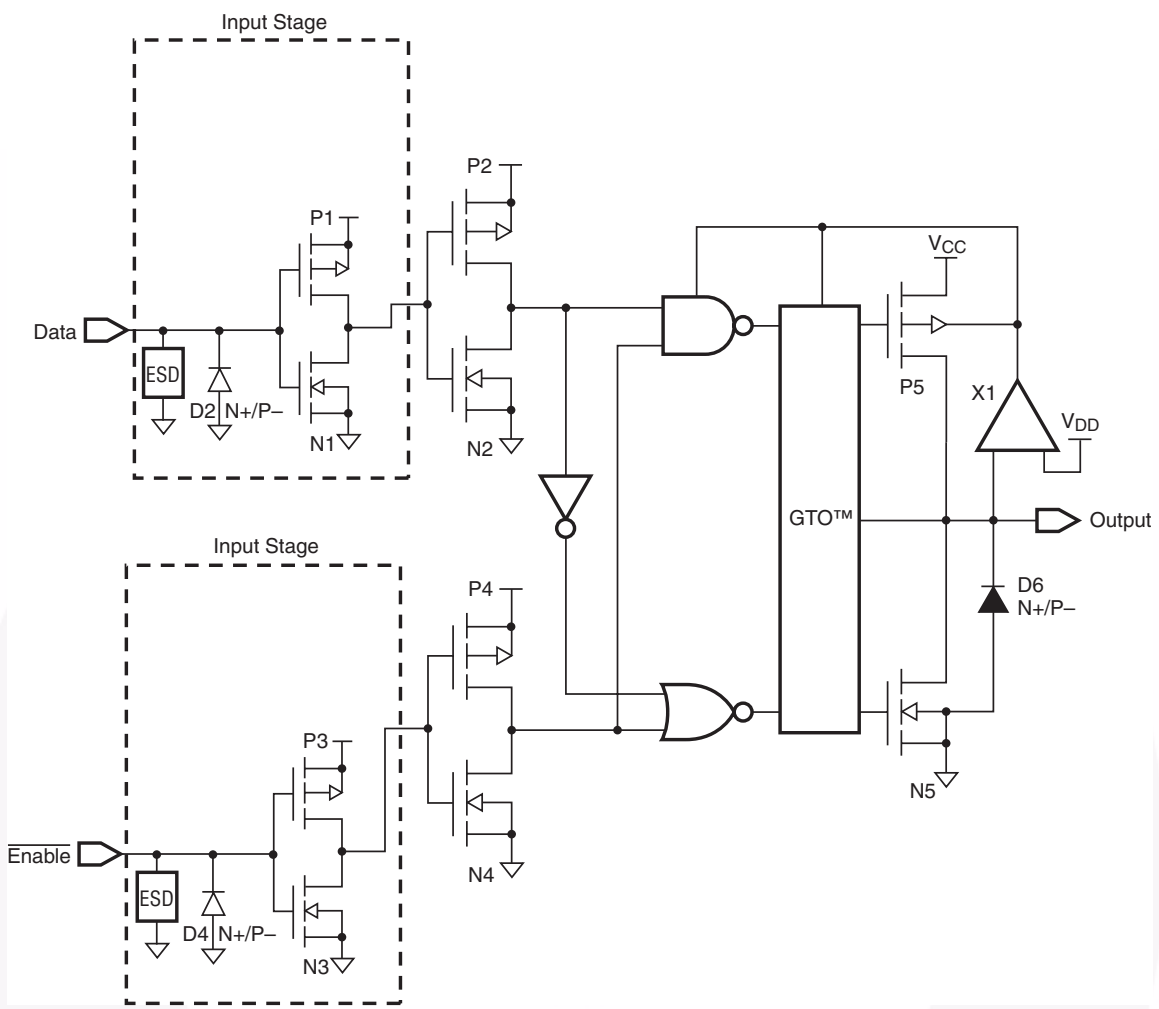 Input Stage
P2
P1
VCC
Data
ESD
D2 N+/P–
N1
N2
P5
X1
VDD
GTO™
Output
Input Stage
P4
D6
N+/P–
P3
N5
Enable
ESD
D4 N+/P–
N3
N4